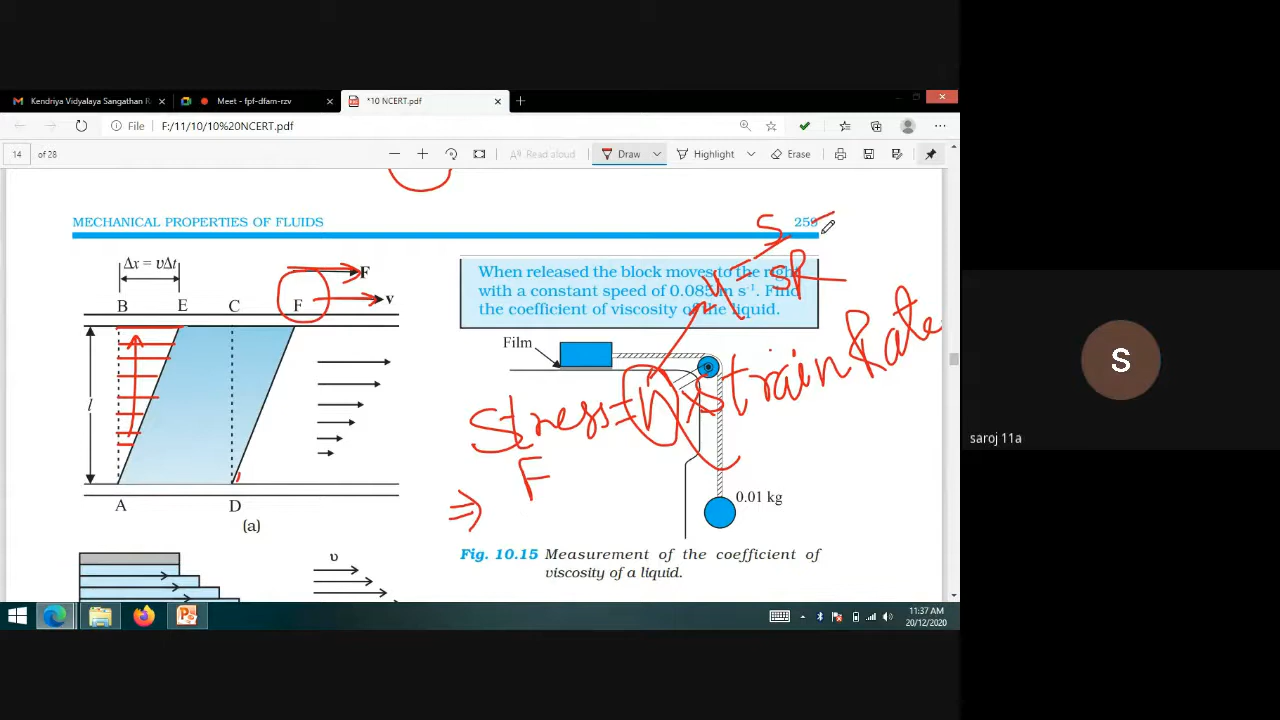 Kendriya Vidyalaya Sangathan R
Meet - fpf-dfam-rzv
*10 NCERT.pdf
File
F:/11/10/10%20NCERT.pdf
14 of 28
Read aloud
Draw
Highlight
Erase
MECHANICAL PROPERTIES OF FLUIDS
259
Δx = υΔt
B E C F
F
v
l
A D
(a)
υ
When released the block moves to the right
with a constant speed of 0.085 m s-1. Find
the coefficient of viscosity of the liquid.
η = S
SR
Film
Stress = η x Strain Rate
⇒ F
0.01 kg
Fig. 10.15 Measurement of the coefficient of
viscosity of a liquid.
11:37 AM
20/12/2020
S
saroj 11a